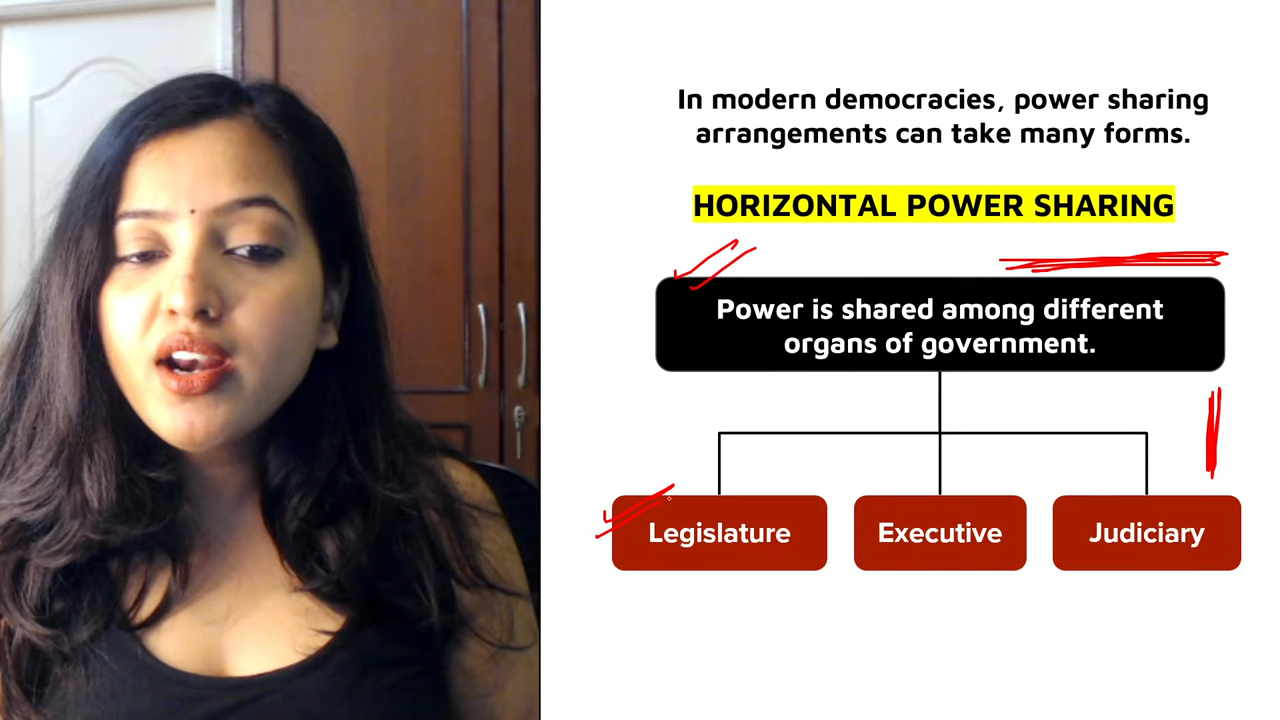 In modern democracies, power sharing
arrangements can take many forms.
HORIZONTAL POWER SHARING
Power is shared among different
organs of government.
Legislature
Executive
Judiciary